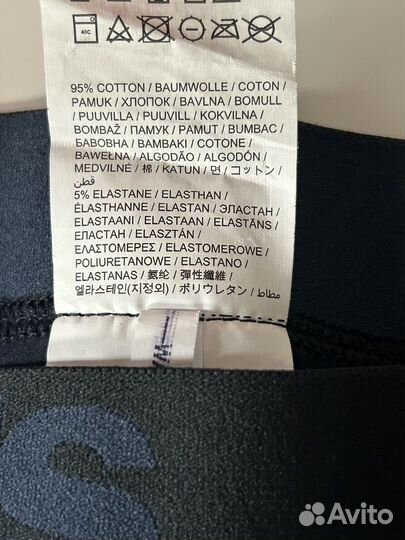 40C
95% COTTON / BAUMWOLLE / COTON /
PAMUK / ХЛОПОК / BAVLNA / BOMULL
/ PUUVILLA / PUUVILL / KOKVILNA /
BOMBAŽ / ПАМУК / PAMUT / BUMBAC /
БАВОВНА / BAMBAKI / COTONE /
BAWEŁNA / ALGODÃO / ALGODÓN /
MEDVILNĖ / 棉 / KATUN / 면 / コットン /
قطن
5% ELASTANE / ELASTHAN /
ÉLASTHANNE / ELASTAN / ЭЛАСТАН /
ELASTAANI / ELASTAAN / ELASTĀNS /
ЕЛАСТАН / ELASZTÁN /
ΕΛΑΣΤΟΜΕΡΕΣ / ELASTOMEROWE /
POLIURETANOWE / ELASTANO /
ELASTANAS / 氨纶 / 彈性纖維 /
엘라스테인(지정외) / ポリウレタン / مطاط
S
Avito